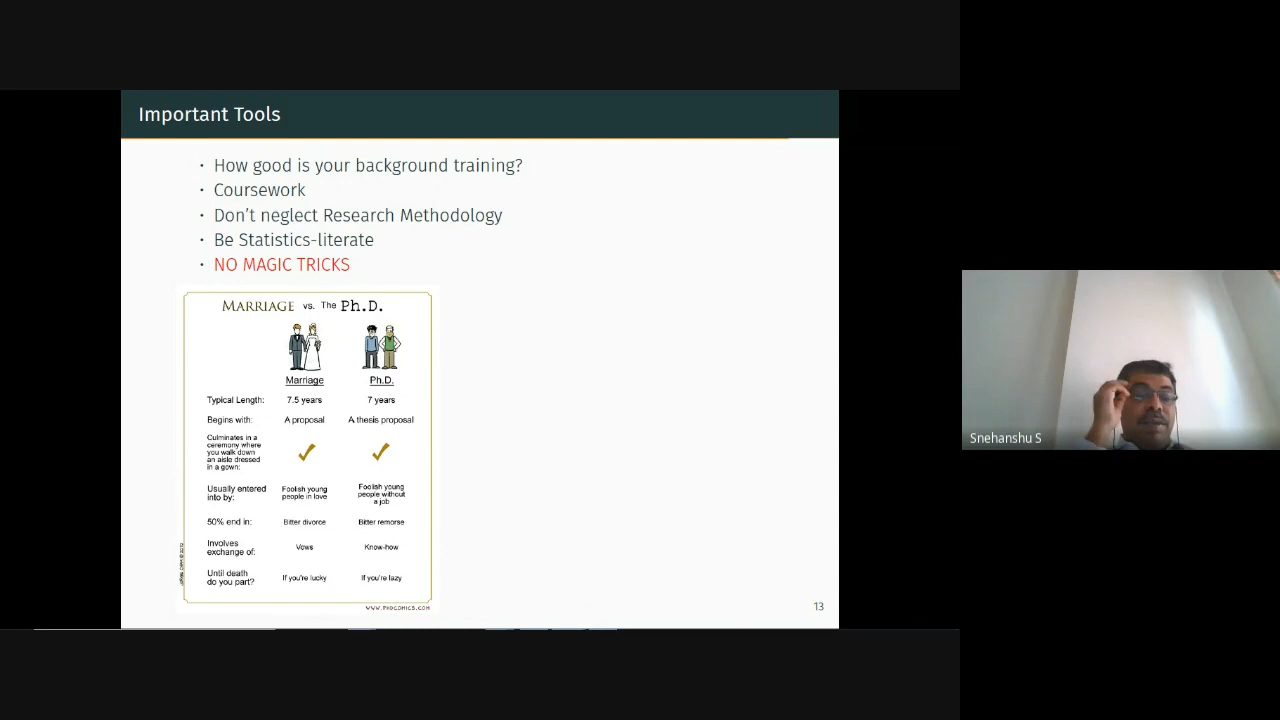 Important Tools
How good is your background training?
Coursework
Don't neglect Research Methodology
Be Statistics-literate
NO MAGIC TRICKS
MARRIAGE vs. The Ph.D.
Marriage Ph.D.
Typical Length: 7.5 years 7 years
Begins with: A proposal A thesis proposal
Culminates in a
ceremony where
you walk down
an aisle dressed
in a gown:
Usually entered
into by:
Foolish young
people in love
Foolish young
people without
a job
50% end in: Bitter divorce Bitter remorse
Involves
exchange of:
Vows Know-how
Until death
do you part?
If you're lucky If you're lazy
WWW.PHDCOMICS.COM
13
Snehanshu S